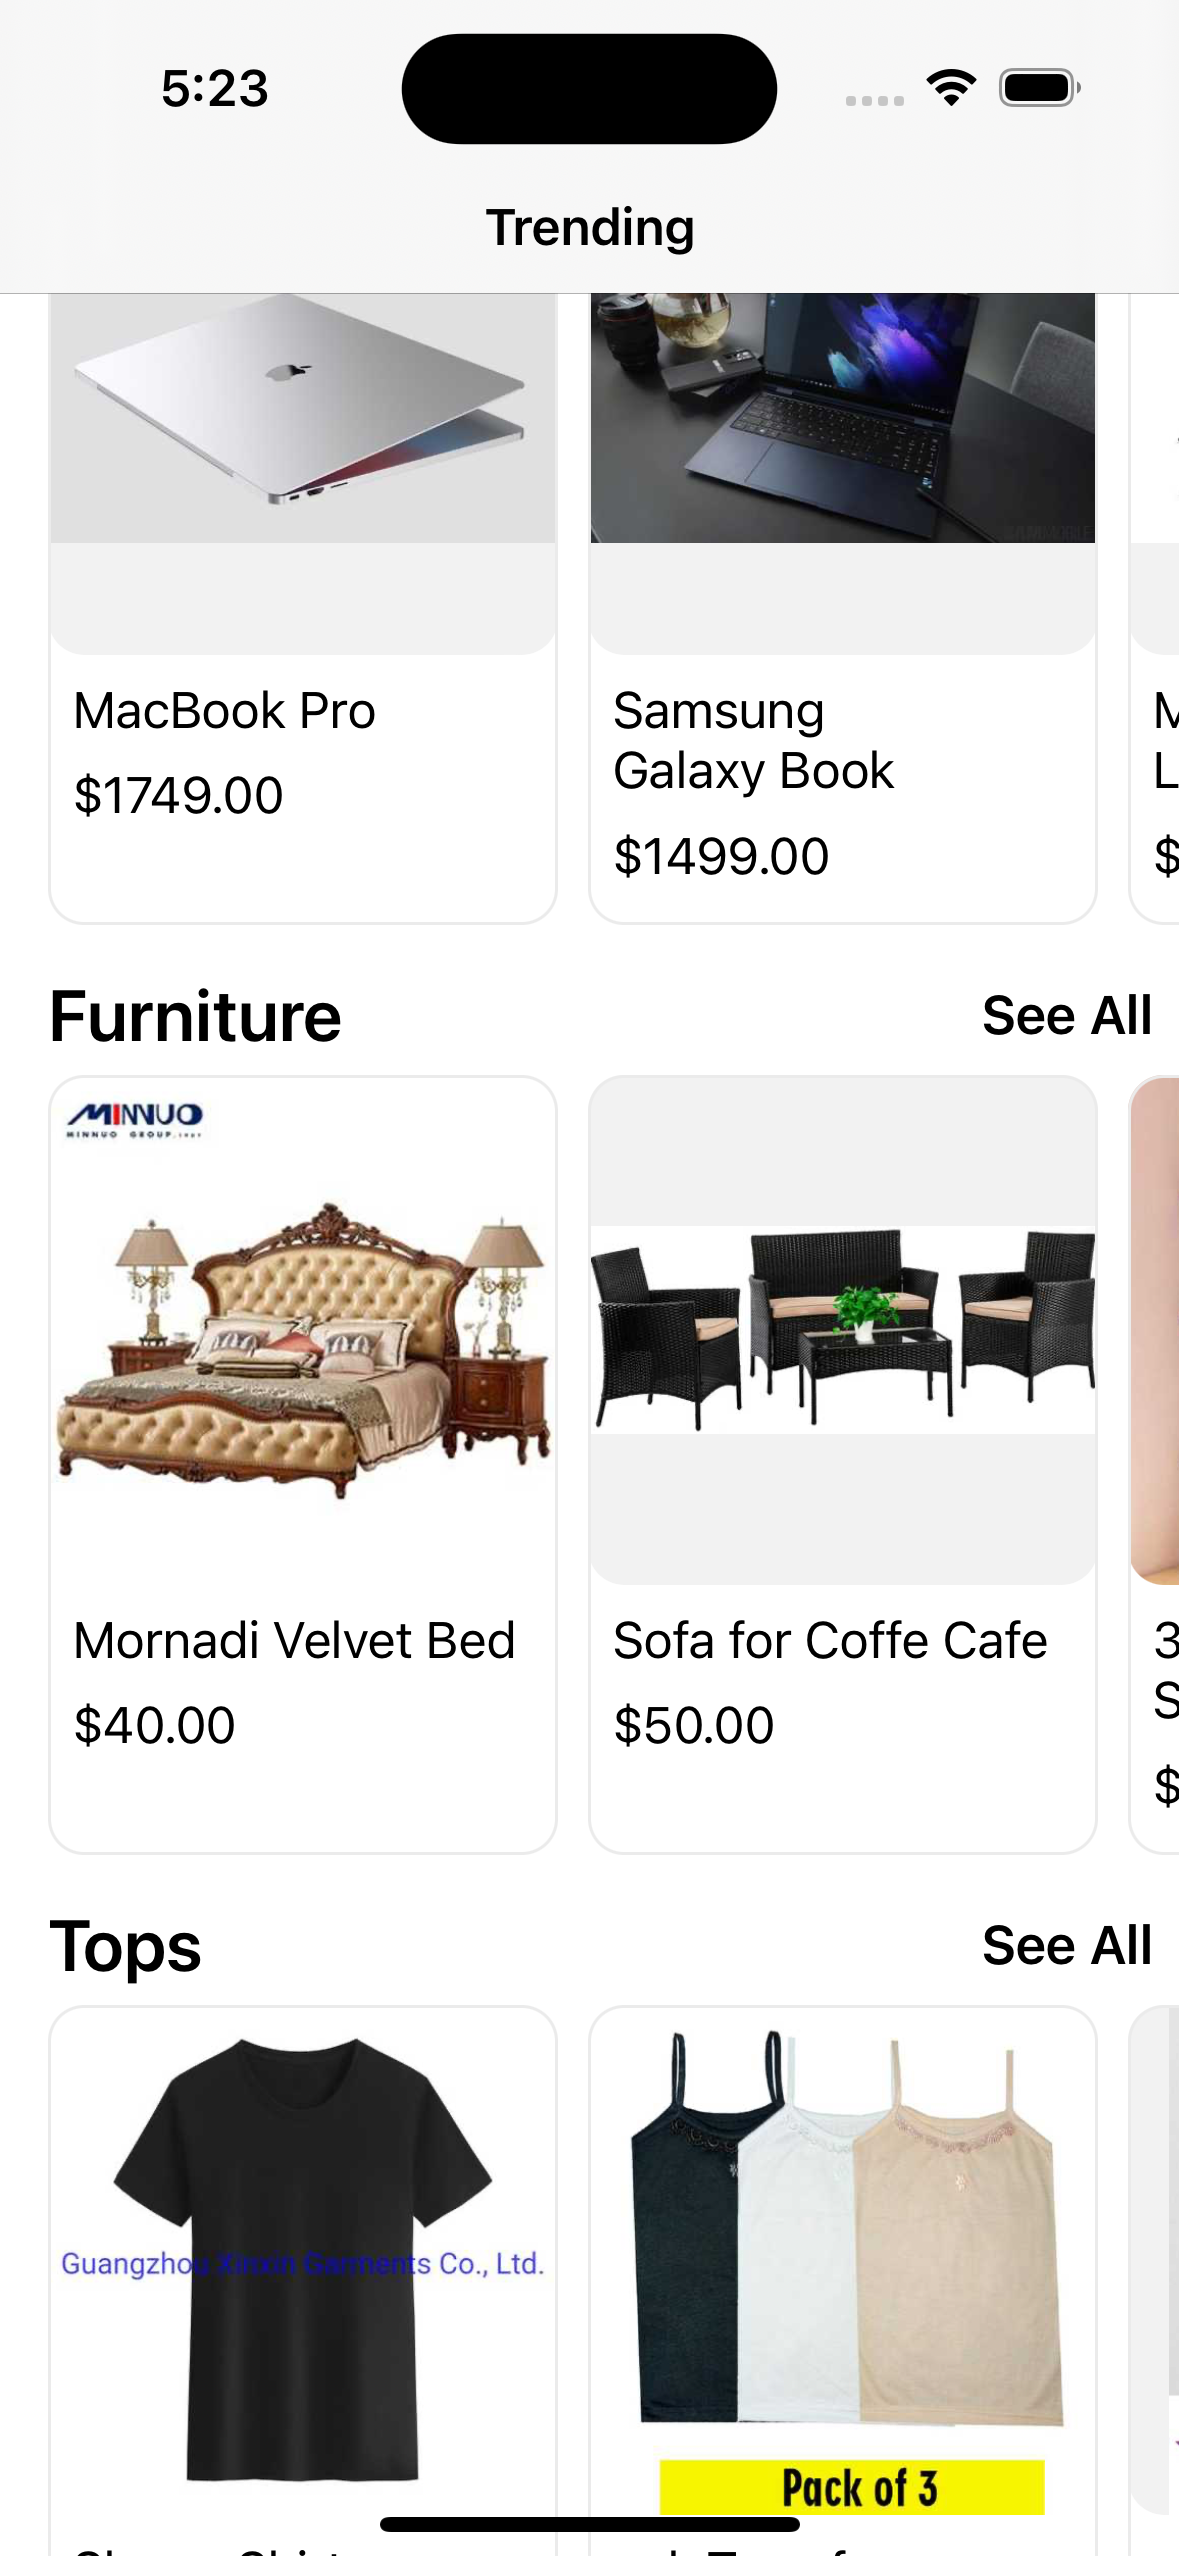 5:23
Trending
MacBook Pro
$1749.00
Samsung
Galaxy Book
$1499.00
Furniture
See All
MINNUO
MINNUO GROUP
Mornadi Velvet Bed
$40.00
Sofa for Coffe Cafe
$50.00
Tops
See All
Guangzhou Xinxin Garments Co., Ltd.
Pack of 3